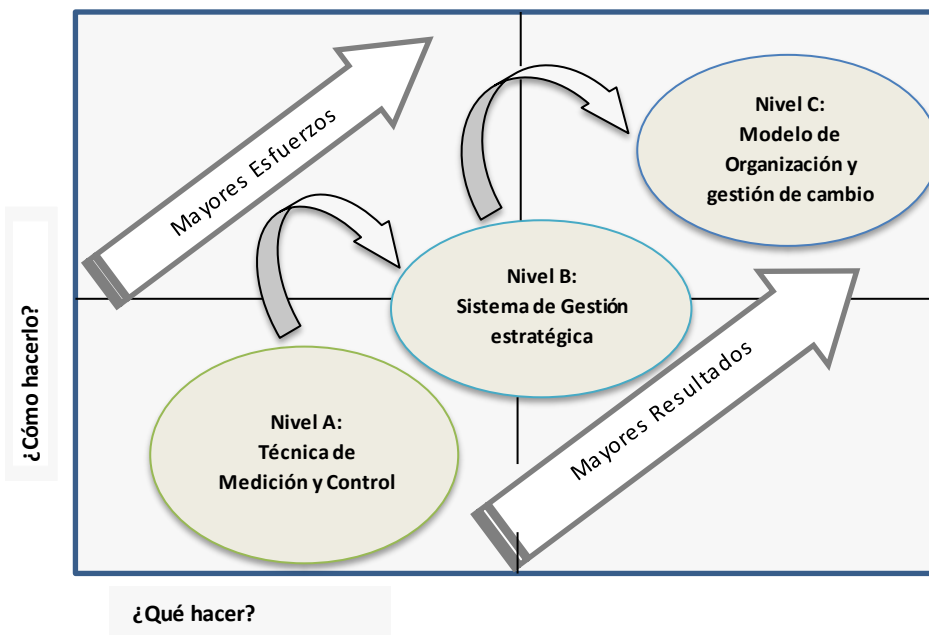 Mayores Esfuerzos
Nivel C:
Modelo de
Organización y
gestión de cambio
Nivel B:
Sistema de Gestión
estratégica
¿Cómo hacerlo?
Nivel A:
Técnica de
Medición y Control
Mayores Resultados
¿Qué hacer?